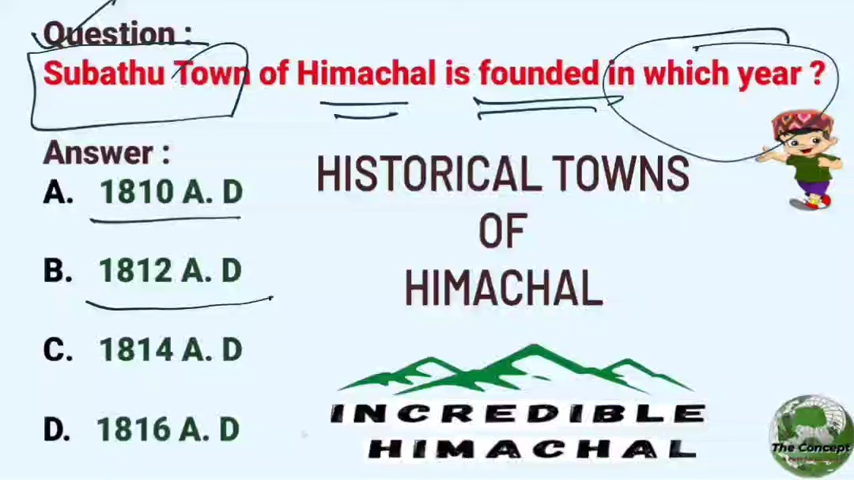 Question :
Subathu Town of Himachal is founded in which year ?
Answer :
A. 1810 A. D
B. 1812 A. D
C. 1814 A. D
D. 1816 A. D
HISTORICAL TOWNS
OF
HIMACHAL
INCREDIBLE
HIMACHAL
The Concept